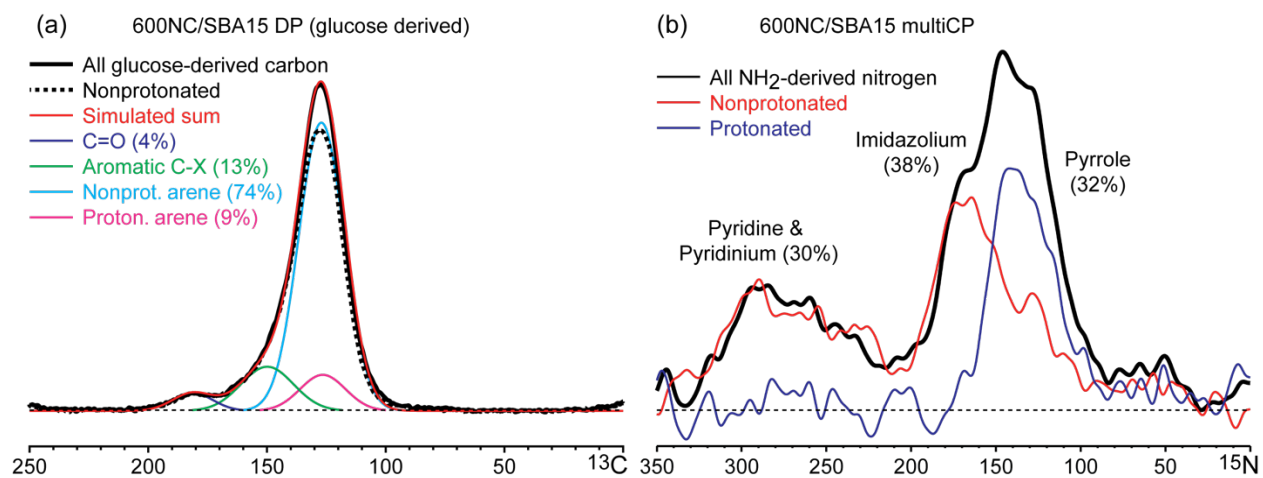 (a) 600NC/SBA15 DP (glucose derived)
All glucose-derived carbon
Nonprotonated
Simulated sum
C=O (4%)
Aromatic C-X (13%)
Nonprot. arene (74%)
Proton. arene (9%)
250 200 150 100 50 ¹³C
(b) 600NC/SBA15 multiCP
All NH₂-derived nitrogen
Nonprotonated
Protonated
Imidazolium
(38%)
Pyrrole
(32%)
Pyridine &
Pyridinium (30%)
350 300 250 200 150 100 50 ¹⁵N